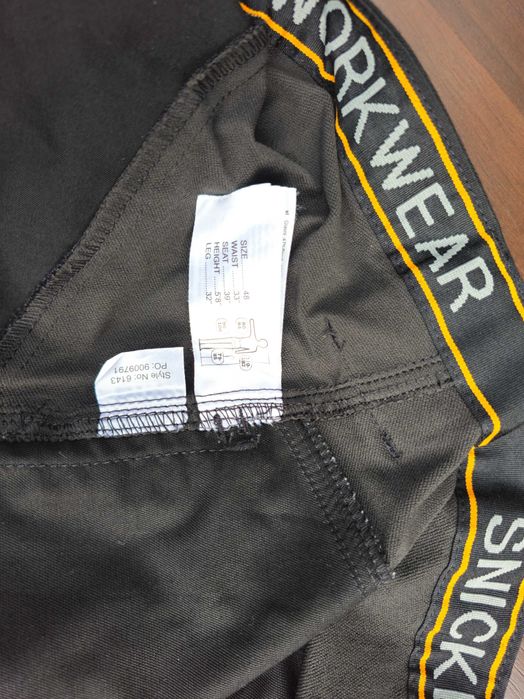 WORKWEAR
SNICK
SIZE 48
WAIST 33"
SEAT 39"
HEIGHT 5'8"
LEG 32"
Style No: 6143
PO: 9009791